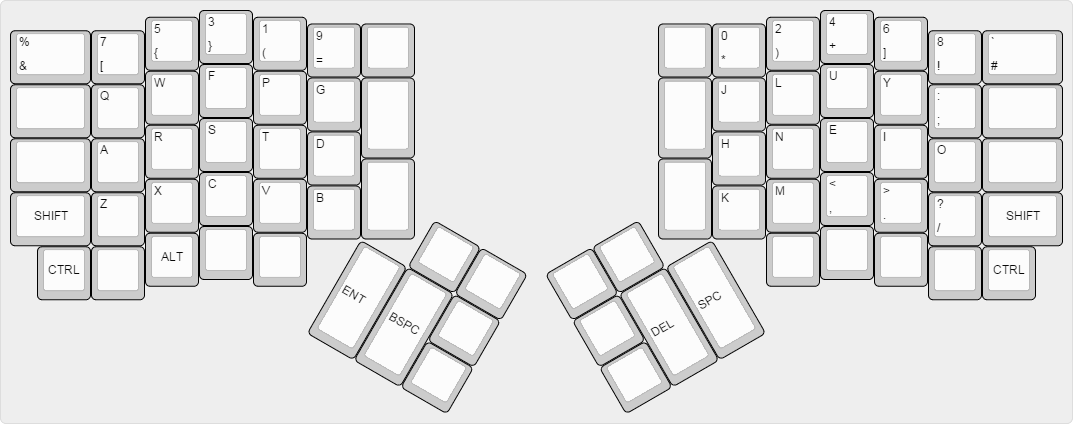 % 7 5 3 1 9 0 2 4 6 8 `
& [ { } ( = * ) + ] ! #
Q W F P G J L U Y :
;
A R S T D H N E I O
SHIFT Z X C V B K M < > ? SHIFT
, . /
CTRL ALT CTRL
ENT BSPC DEL SPC